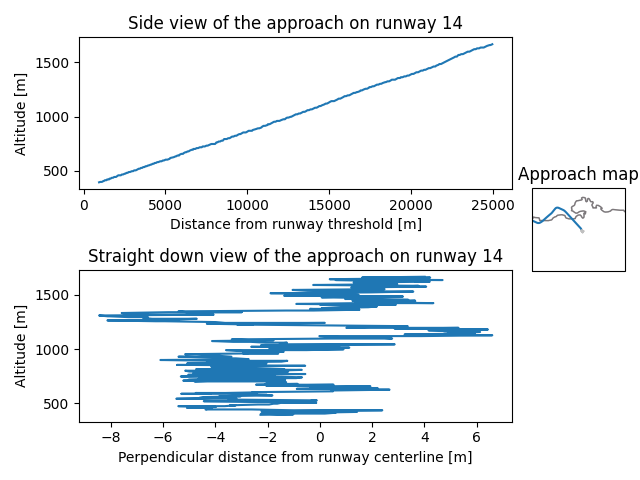 Side view of the approach on runway 14
Altitude [m]
1500
1000
500
0 5000 10000 15000 20000 25000
Distance from runway threshold [m]
Approach map
Straight down view of the approach on runway 14
Altitude [m]
1500
1000
500
−8 −6 −4 −2 0 2 4 6
Perpendicular distance from runway centerline [m]